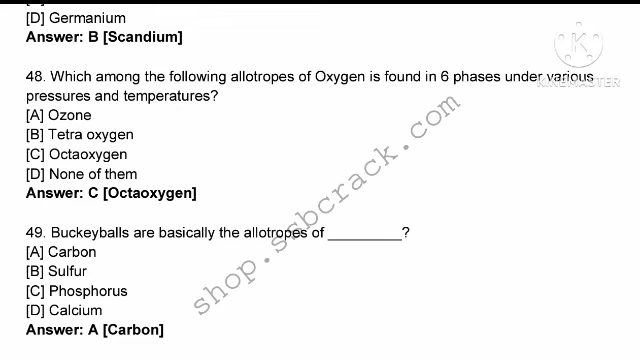 [D] Germanium
Answer: B [Scandium]
48. Which among the following allotropes of Oxygen is found in 6 phases under various
pressures and temperatures?
[A] Ozone
[B] Tetra oxygen
[C] Octaoxygen
[D] None of them
Answer: C [Octaoxygen]
49. Buckeyballs are basically the allotropes of _________?
[A] Carbon
[B] Sulfur
[C] Phosphorus
[D] Calcium
Answer: A [Carbon]
shop.ssbcrack.com
K
KINEMASTER